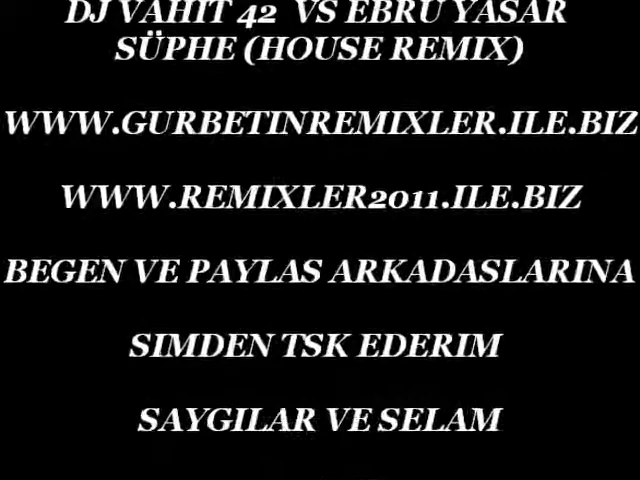 DJ VAHIT 42 VS EBRU YASAR
SÜPHE (HOUSE REMIX)
WWW.GURBETINREMIXLER.ILE.BIZ
WWW.REMIXLER2011.ILE.BIZ
BEGEN VE PAYLAS ARKADASLARINA
SIMDEN TSK EDERIM
SAYGILAR VE SELAM